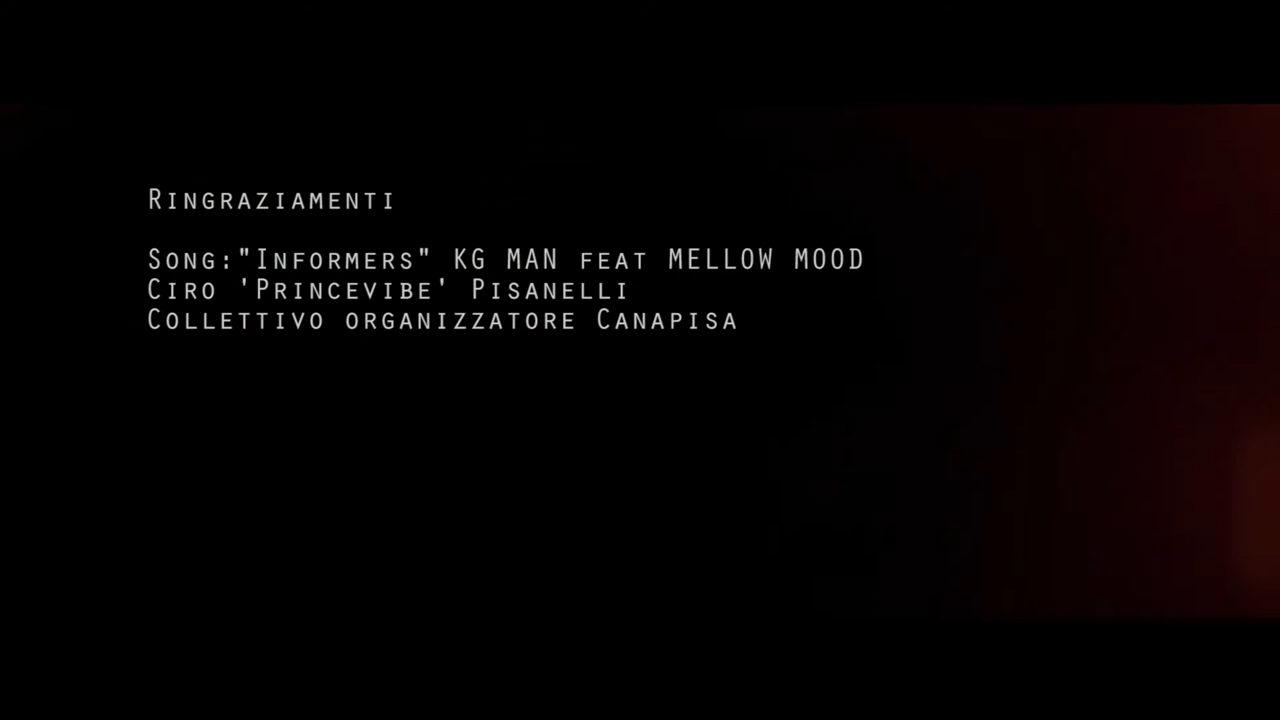 Ringraziamenti
Song:"Informers" KG MAN feat MELLOW MOOD
Ciro 'Princevibe' Pisanelli
Collettivo organizzatore Canapisa